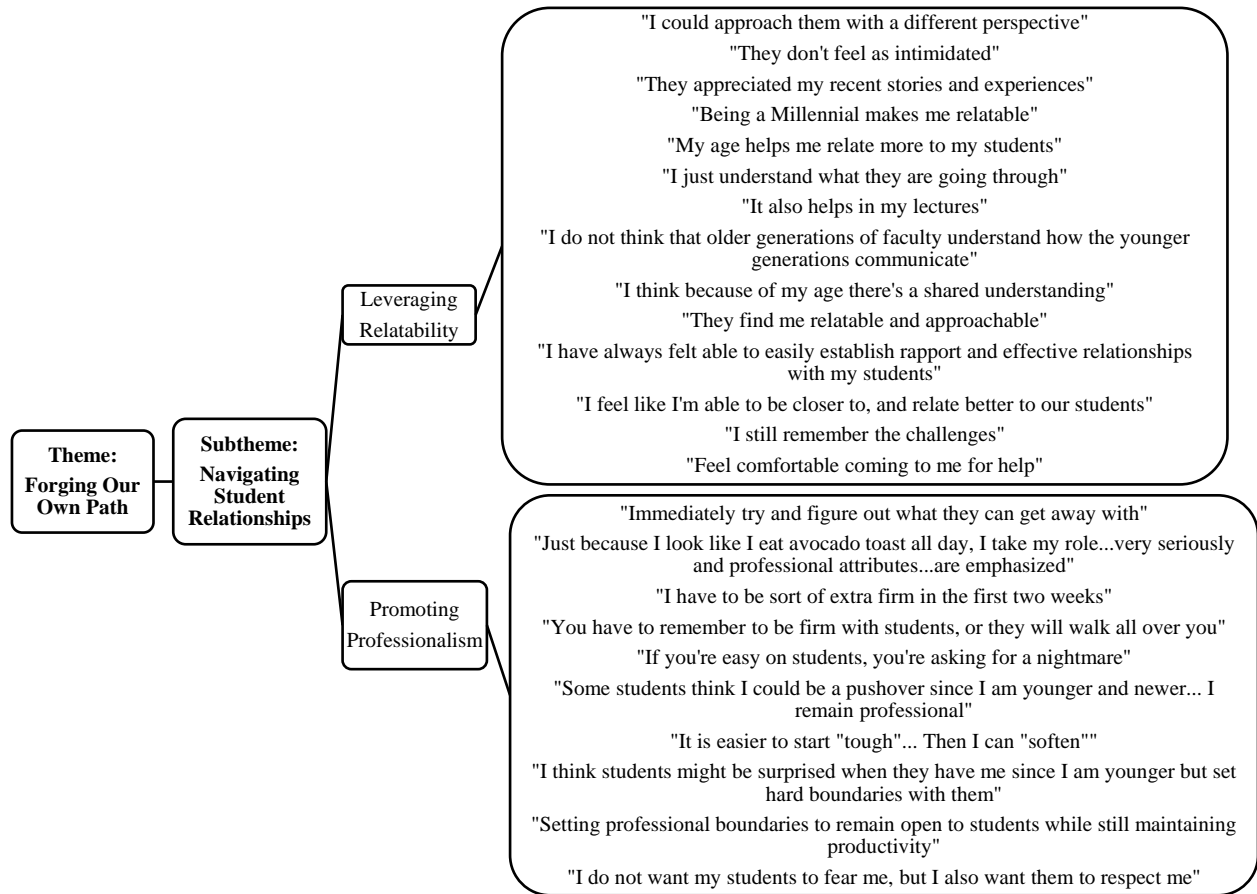 Theme:
Forging Our
Own Path
Subtheme:
Navigating
Student
Relationships
Leveraging
Relatability
"I could approach them with a different perspective"
"They don't feel as intimidated"
"They appreciated my recent stories and experiences"
"Being a Millennial makes me relatable"
"My age helps me relate more to my students"
"I just understand what they are going through"
"It also helps in my lectures"
"I do not think that older generations of faculty understand how the younger
generations communicate"
"I think because of my age there's a shared understanding"
"They find me relatable and approachable"
"I have always felt able to easily establish rapport and effective relationships
with my students"
"I feel like I'm able to be closer to, and relate better to our students"
"I still remember the challenges"
"Feel comfortable coming to me for help"
Promoting
Professionalism
"Immediately try and figure out what they can get away with"
"Just because I look like I eat avocado toast all day, I take my role...very seriously
and professional attributes...are emphasized"
"I have to be sort of extra firm in the first two weeks"
"You have to remember to be firm with students, or they will walk all over you"
"If you're easy on students, you're asking for a nightmare"
"Some students think I could be a pushover since I am younger and newer... I
remain professional"
"It is easier to start "tough"... Then I can "soften""
"I think students might be surprised when they have me since I am younger but set
hard boundaries with them"
"Setting professional boundaries to remain open to students while still maintaining
productivity"
"I do not want my students to fear me, but I also want them to respect me"